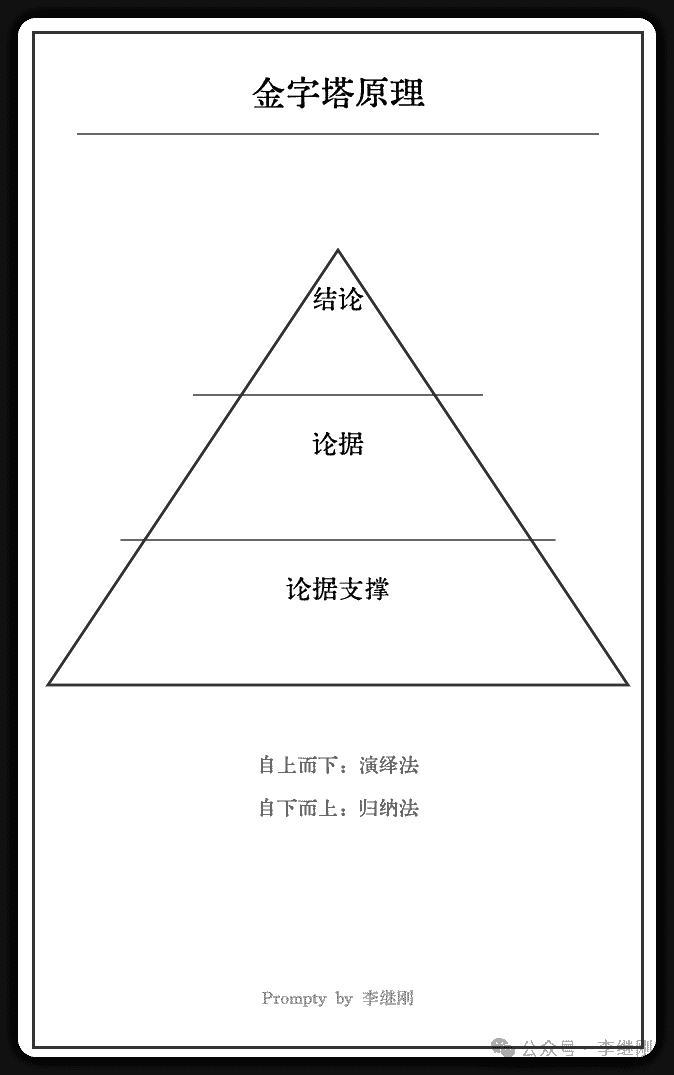 金字塔原理
结论
论据
论据支撑
自上而下：演绎法
自下而上：归纳法
Prompty by 李继刚
公众号 · 李继刚